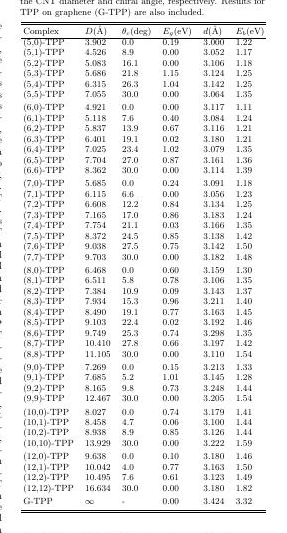 the CNT diameter and chiral angle, respectively. Results for
TPP on graphene (G-TPP) are also included.
Complex D(Å) θc(deg) Eg(eV) d(Å) Eb(eV)
(5,0)-TPP 3.902 0.0 0.19 3.000 1.22
(5,1)-TPP 4.526 8.9 0.00 3.052 1.17
(5,2)-TPP 5.083 16.1 0.00 3.106 1.18
(5,3)-TPP 5.686 21.8 1.15 3.124 1.25
(5,4)-TPP 6.315 26.3 1.04 3.142 1.25
(5,5)-TPP 7.055 30.0 0.00 3.064 1.35
(6,0)-TPP 4.921 0.0 0.00 3.117 1.11
(6,1)-TPP 5.118 7.6 0.40 3.084 1.24
(6,2)-TPP 5.837 13.9 0.67 3.116 1.21
(6,3)-TPP 6.401 19.1 0.02 3.180 1.21
(6,4)-TPP 7.025 23.4 1.02 3.079 1.35
(6,5)-TPP 7.704 27.0 0.87 3.161 1.36
(6,6)-TPP 8.362 30.0 0.00 3.114 1.39
(7,0)-TPP 5.685 0.0 0.24 3.091 1.18
(7,1)-TPP 6.115 6.6 0.00 3.056 1.23
(7,2)-TPP 6.608 12.2 0.84 3.134 1.25
(7,3)-TPP 7.165 17.0 0.86 3.183 1.24
(7,4)-TPP 7.754 21.1 0.03 3.166 1.35
(7,5)-TPP 8.372 24.5 0.85 3.138 1.42
(7,6)-TPP 9.038 27.5 0.75 3.142 1.50
(7,7)-TPP 9.703 30.0 0.00 3.182 1.48
(8,0)-TPP 6.468 0.0 0.60 3.159 1.30
(8,1)-TPP 6.511 5.8 0.78 3.106 1.35
(8,2)-TPP 7.384 10.9 0.09 3.143 1.37
(8,3)-TPP 7.934 15.3 0.96 3.211 1.40
(8,4)-TPP 8.490 19.1 0.77 3.163 1.45
(8,5)-TPP 9.103 22.4 0.02 3.192 1.46
(8,6)-TPP 9.749 25.3 0.74 3.298 1.35
(8,7)-TPP 10.410 27.8 0.66 3.197 1.42
(8,8)-TPP 11.105 30.0 0.00 3.110 1.54
(9,0)-TPP 7.269 0.0 0.15 3.213 1.33
(9,1)-TPP 7.685 5.2 1.01 3.145 1.28
(9,2)-TPP 8.165 9.8 0.73 3.248 1.44
(9,9)-TPP 12.467 30.0 0.00 3.205 1.54
(10,0)-TPP 8.027 0.0 0.74 3.179 1.41
(10,1)-TPP 8.458 4.7 0.06 3.100 1.44
(10,2)-TPP 8.938 8.9 0.85 3.126 1.44
(10,10)-TPP 13.929 30.0 0.00 3.222 1.59
(12,0)-TPP 9.638 0.0 0.10 3.180 1.46
(12,1)-TPP 10.042 4.0 0.77 3.163 1.50
(12,2)-TPP 10.495 7.6 0.61 3.123 1.49
(12,12)-TPP 16.634 30.0 0.00 3.180 1.82
G-TPP ∞ - 0.00 3.424 3.32